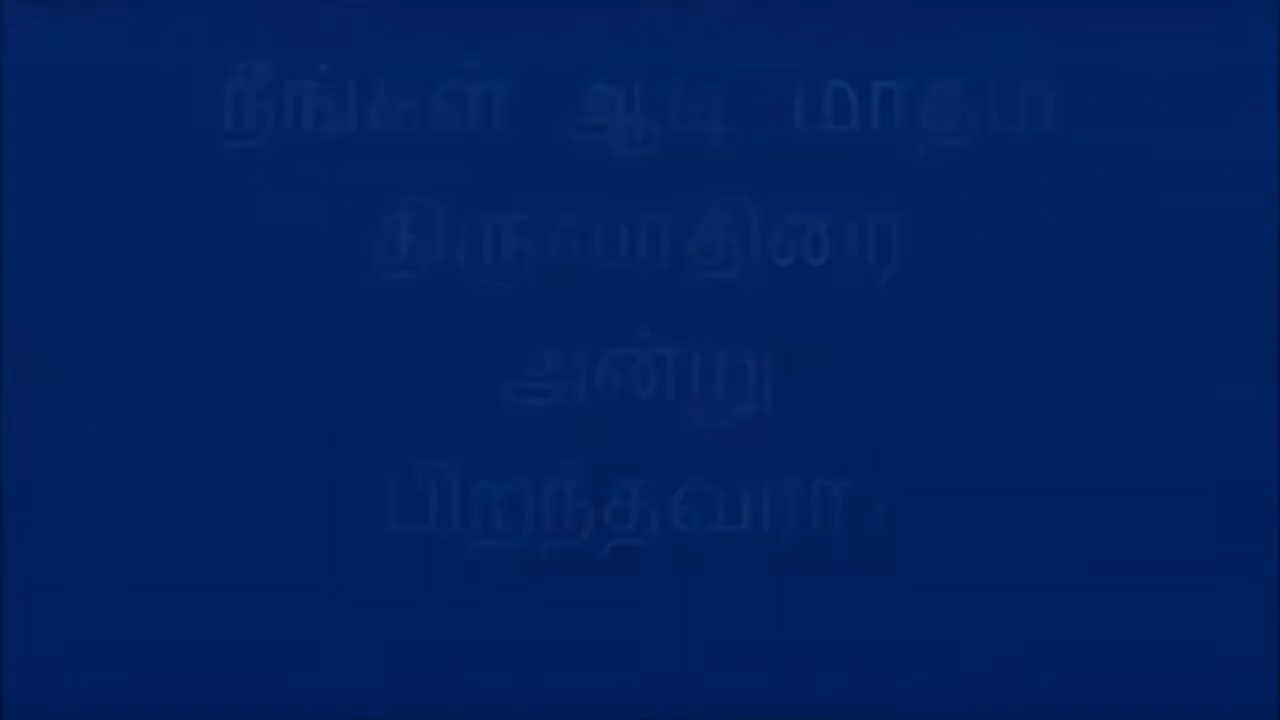 நீங்கள் ஆடி மாதம்
திருவாதிரை
அன்று
பிறந்தவரா?